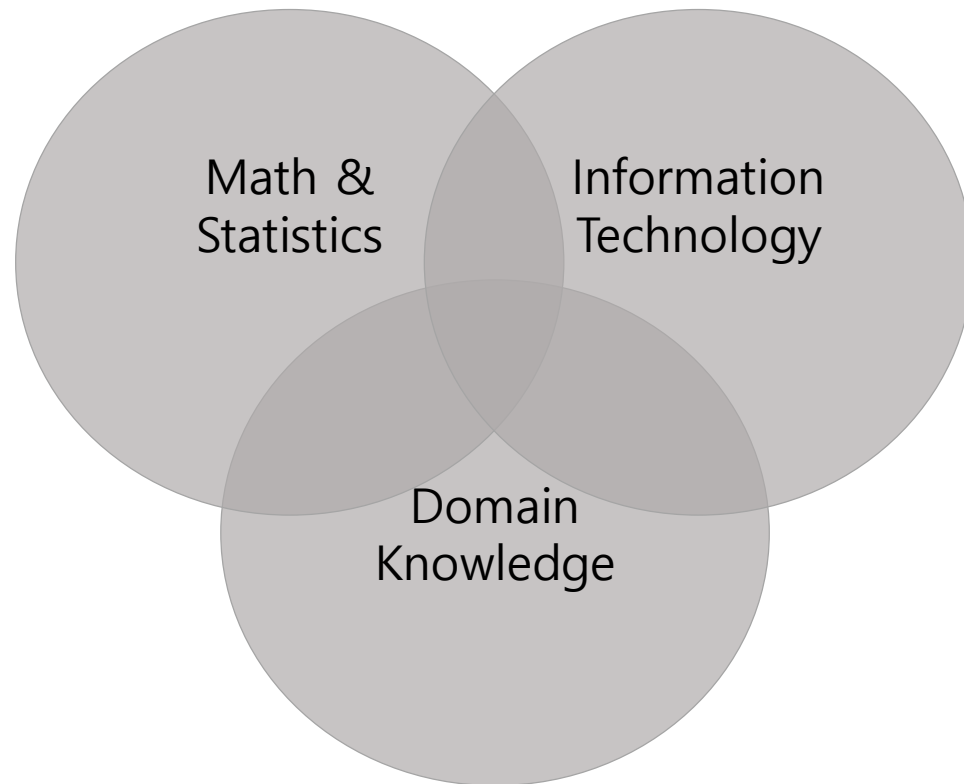 Math &
Statistics
Information
Technology
Domain
Knowledge